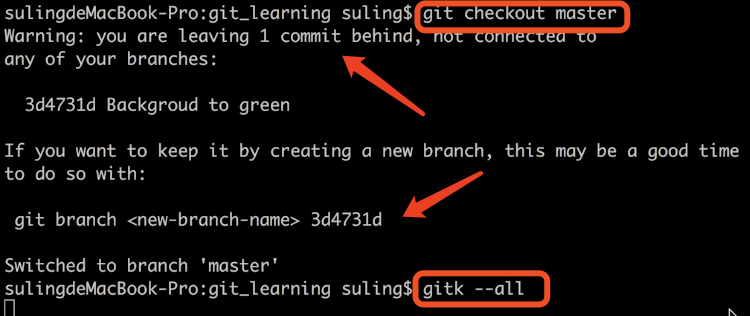 sulingdeMacBook-Pro:git_learning suling$ git checkout master
Warning: you are leaving 1 commit behind, not connected to
any of your branches:
3d4731d Backgroud to green
If you want to keep it by creating a new branch, this may be a good time
to do so with:
git branch <new-branch-name> 3d4731d
Switched to branch 'master'
sulingdeMacBook-Pro:git_learning suling$ gitk --all